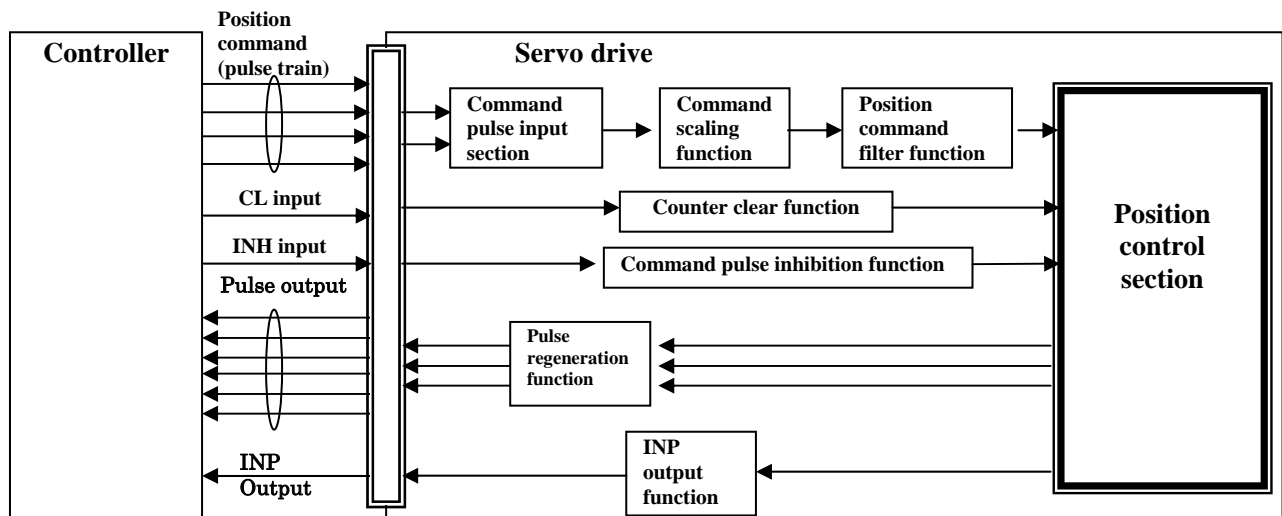 Controller
Position
command
(pulse train)
Servo drive
Command
pulse input
section
Command
scaling
function
Position
command
filter function
CL input
Counter clear function
INH input
Command pulse inhibition function
Position
control
section
Pulse output
Pulse
regeneration
function
INP
Output
INP
output
function